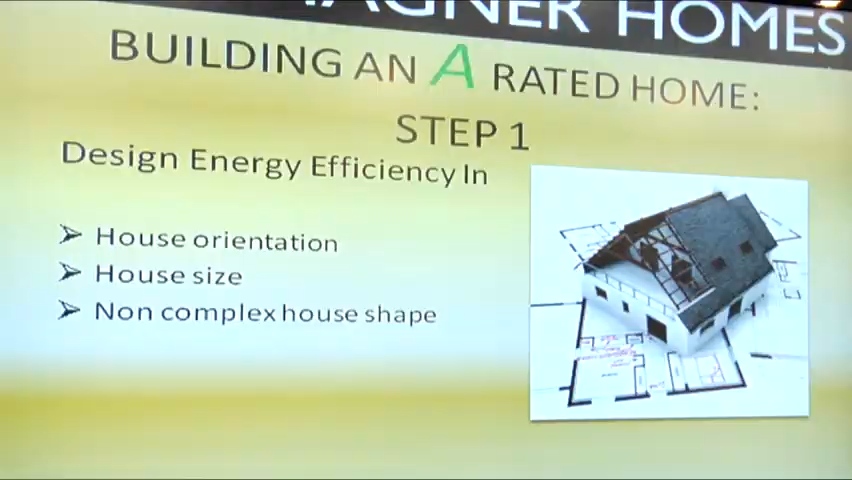 HOMES
BUILDING AN A RATED HOME:
STEP 1
Design Energy Efficiency In
House orientation
House size
Non complex house shape